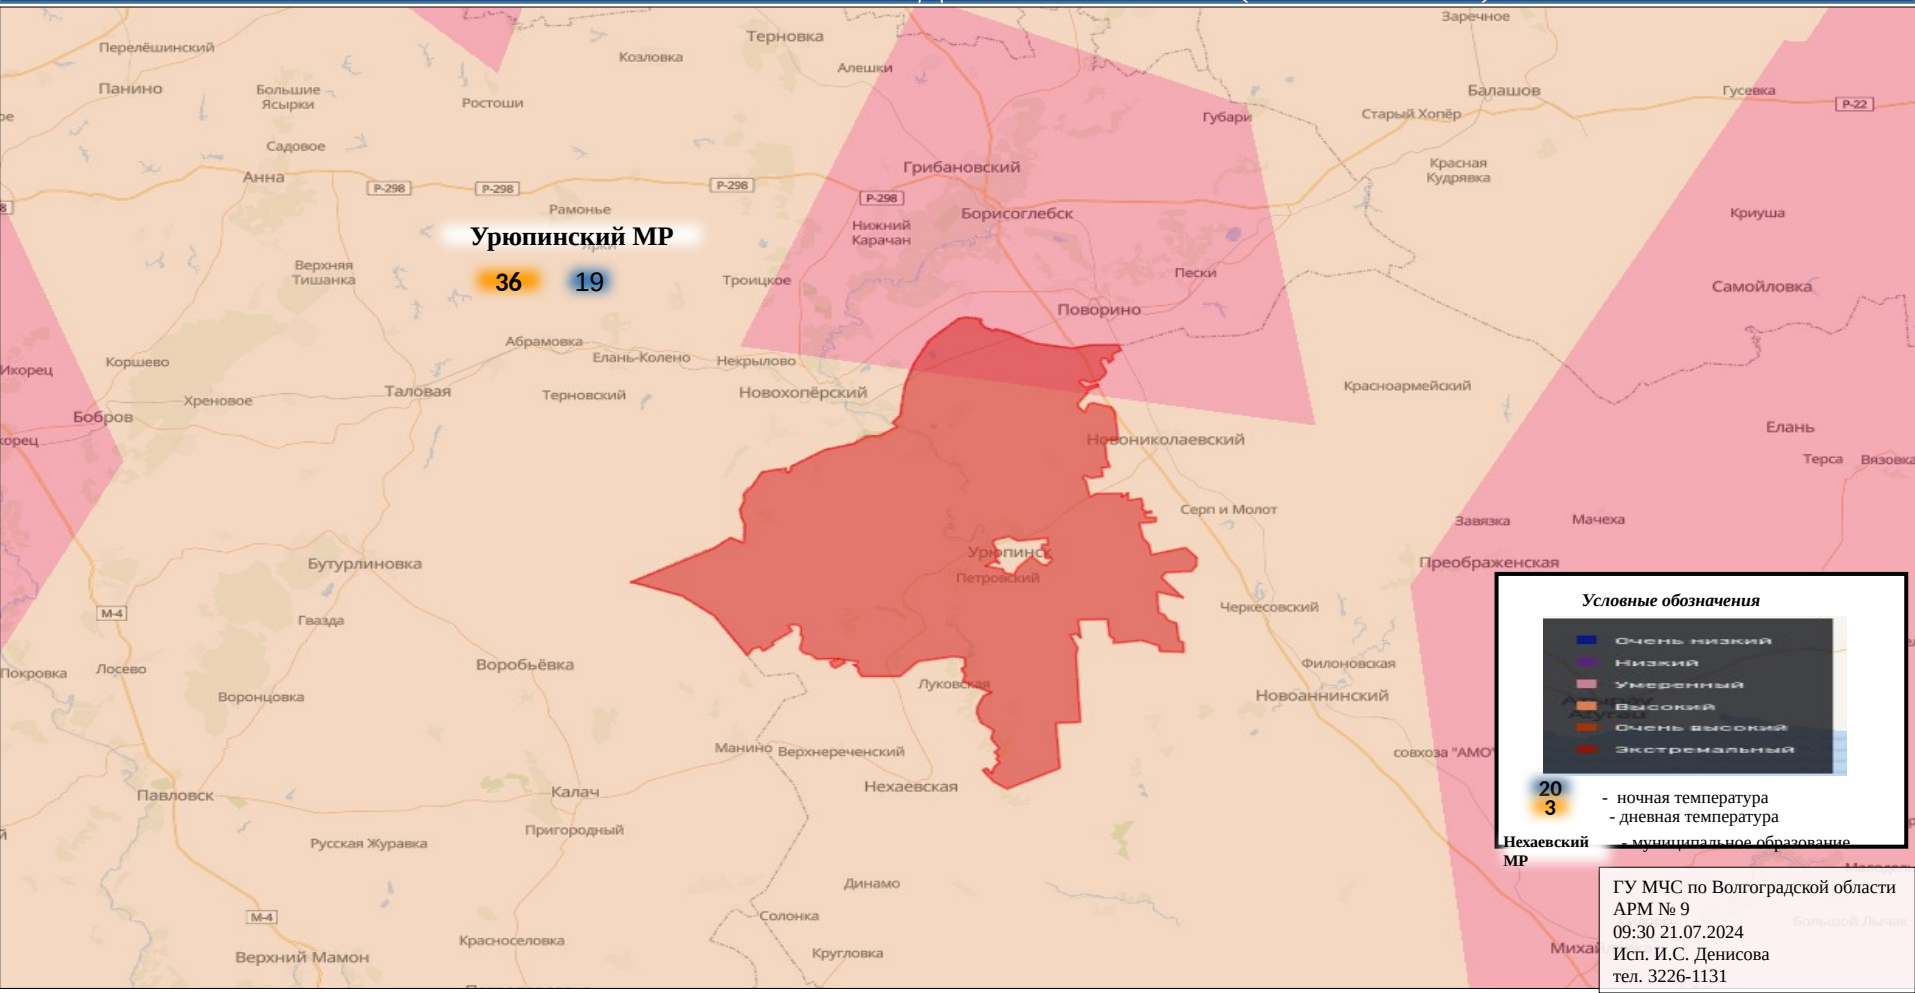 Заречное
Терновка
Перелёшинский
Козловка
Алешки
Панино
Большие
Ясырки
Ростоши
Балашов
Гусевка
Р-22
Старый Хопёр
Губари
Садовое
Грибановский
Красная
Кудрявка
Анна
Р-298
Р-298
Р-298
Р-298
Рамонье
Борисоглебск
Криуша
Нижний
Карачан
Урюпинский МР
Верхняя
Тишанка
36
19
Троицкое
Пески
Самойловка
Поворино
Абрамовка
Елань-Колено
Некрылово
Коршево
Икорец
Таловая
Терновский
Новохопёрский
Красноармейский
Хреновое
Бобров
Елань
Новониколаевский
Терса
Вязовка
Серп и Молот
Завязка
Мачеха
Урюпинск
Петровский
Преображенская
Бутурлиновка
М-4
Гвазда
Черкесовский
Покровка
Лосево
Воробьёвка
Филоновская
Луковская
Воронцовка
Новоаннинский
Манино
Верхнереченский
совхоза "АМО"
Нехаевская
Павловск
Калач
Пригородный
Русская Журавка
Динамо
М-4
Солонка
Красноселовка
Кругловка
Верхний Мамон
Условные обозначения
Очень низкий
Низкий
Умеренный
Высокий
Очень высокий
Экстремальный
20
3
- ночная температура
- дневная температура
Нехаевский
МР
- муниципальное образование
ГУ МЧС по Волгоградской области
АРМ № 9
09:30 21.07.2024
Исп. И.С. Денисова
тел. 3226-1131